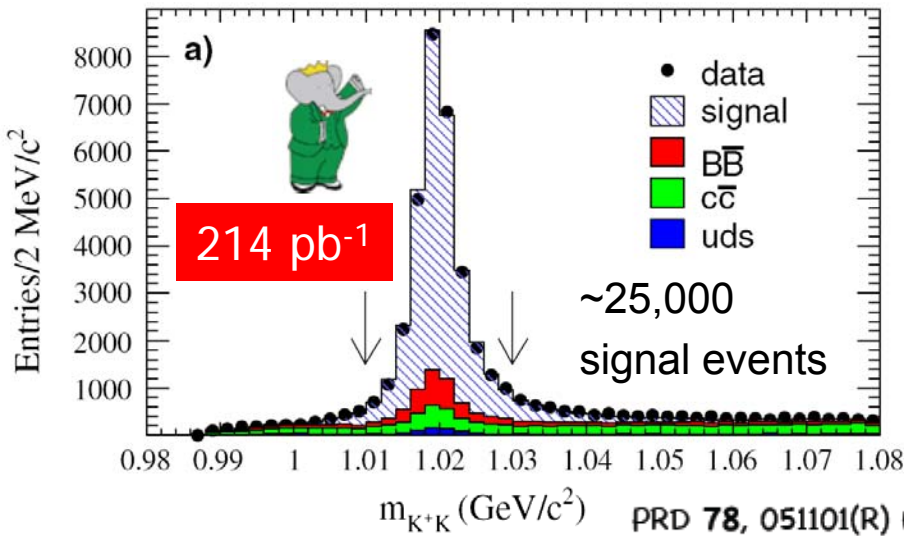 a)
8000
7000
6000
5000
4000
3000
2000
1000
Entries/2 MeV/c²
data
signal
BB̅
cc̅
uds
214 pb⁻¹
~25,000
signal events
0.98 0.99 1 1.01 1.02 1.03 1.04 1.05 1.06 1.07 1.08
m_K⁺K (GeV/c²)
PRD 78, 051101(R) (